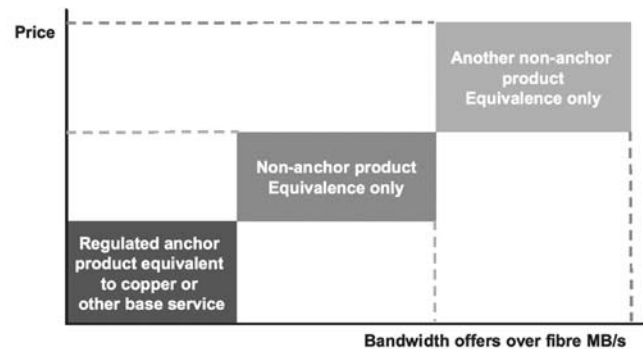 Price
Another non-anchor
product
Equivalence only
Non-anchor product
Equivalence only
Regulated anchor
product equivalent
to copper or
other base service
Bandwidth offers over fibre MB/s